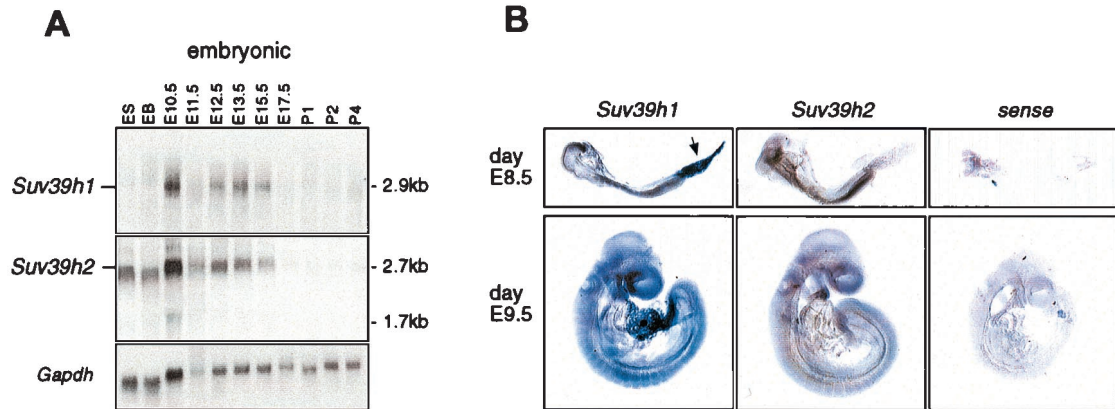 A
embryonic
ES EB E10.5 E11.5 E12.5 E13.5 E15.5 E17.5 P1 P2 P4
Suv39h1
- 2.9kb
Suv39h2
- 2.7kb
- 1.7kb
Gapdh
B
Suv39h1 Suv39h2 sense
day
E8.5
day
E9.5